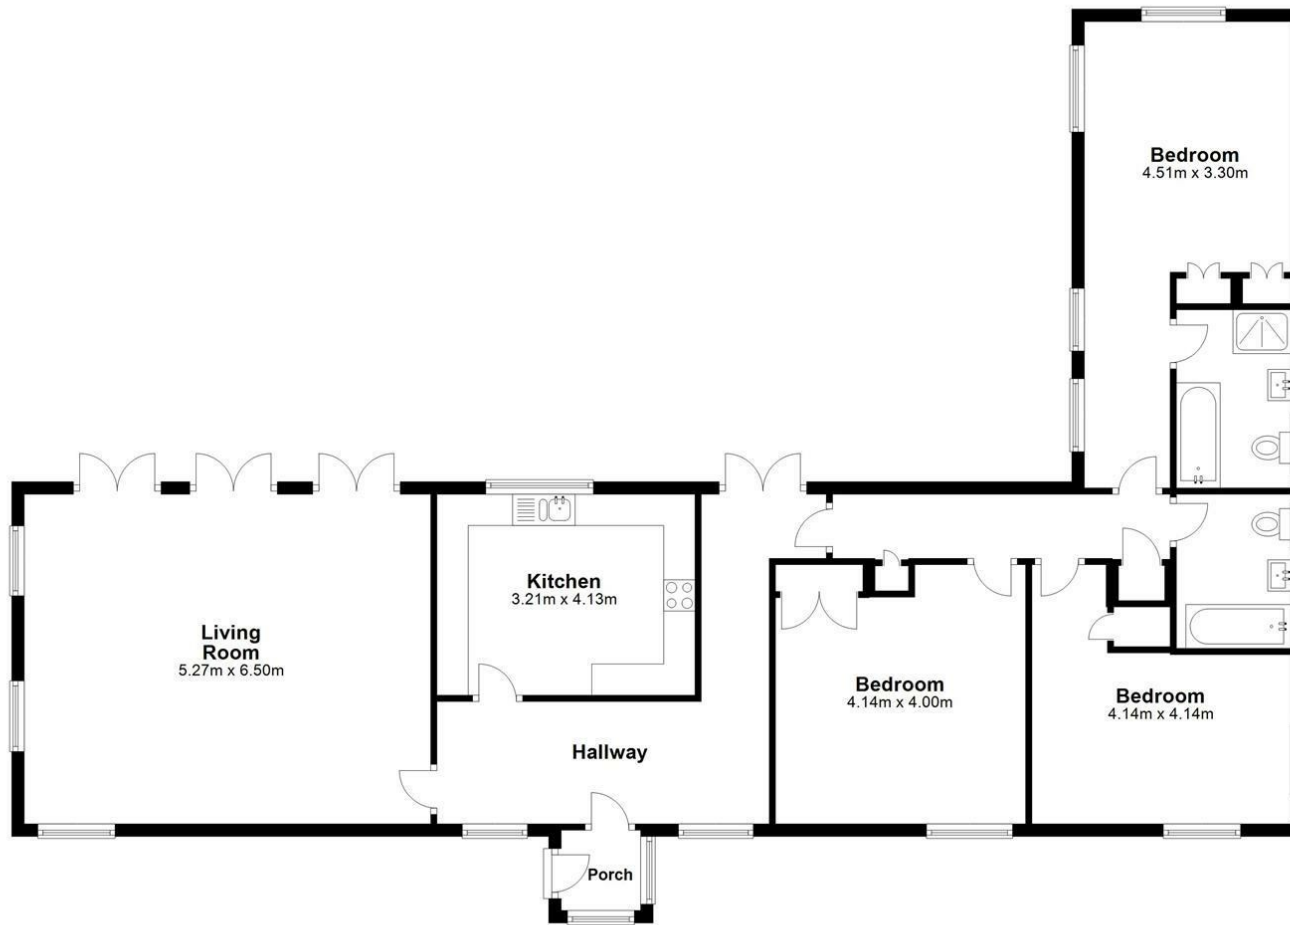 Bedroom
4.51m x 3.30m
Kitchen
3.21m x 4.13m
Living
Room
5.27m x 6.50m
Bedroom
4.14m x 4.00m
Bedroom
4.14m x 4.14m
Hallway
Porch